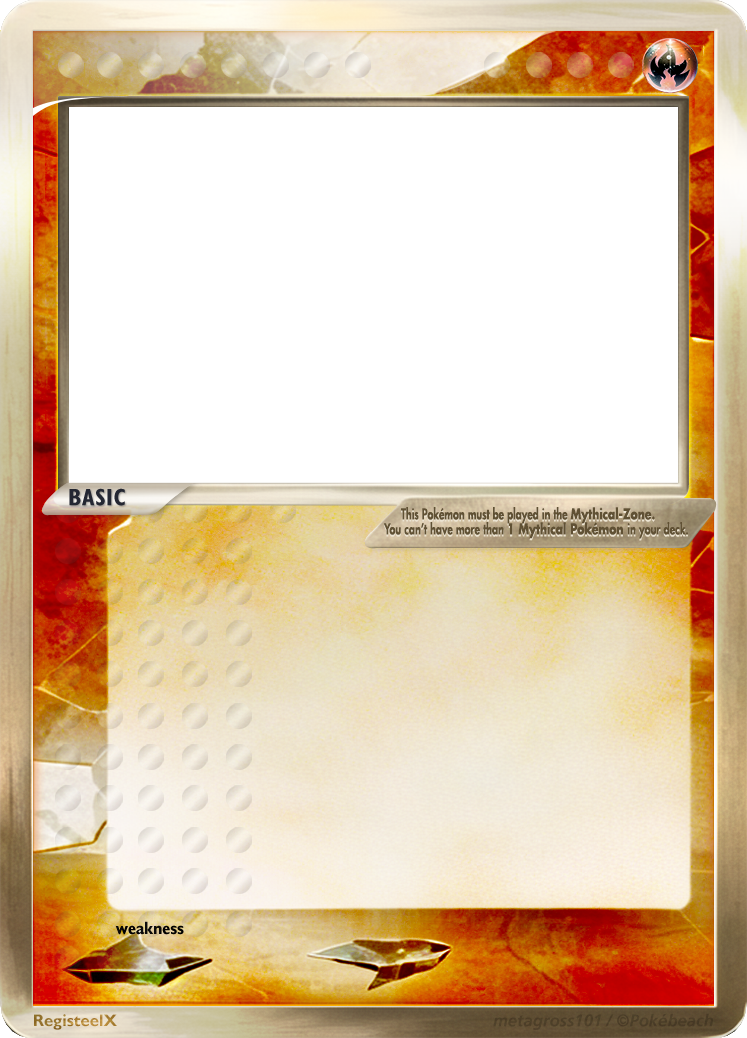 BASIC
This Pokémon must be played in the Mythical-Zone.
You can't have more than 1 Mythical Pokémon in your deck.
weakness
RegisteelX
metagross101 / ©Pokébeach